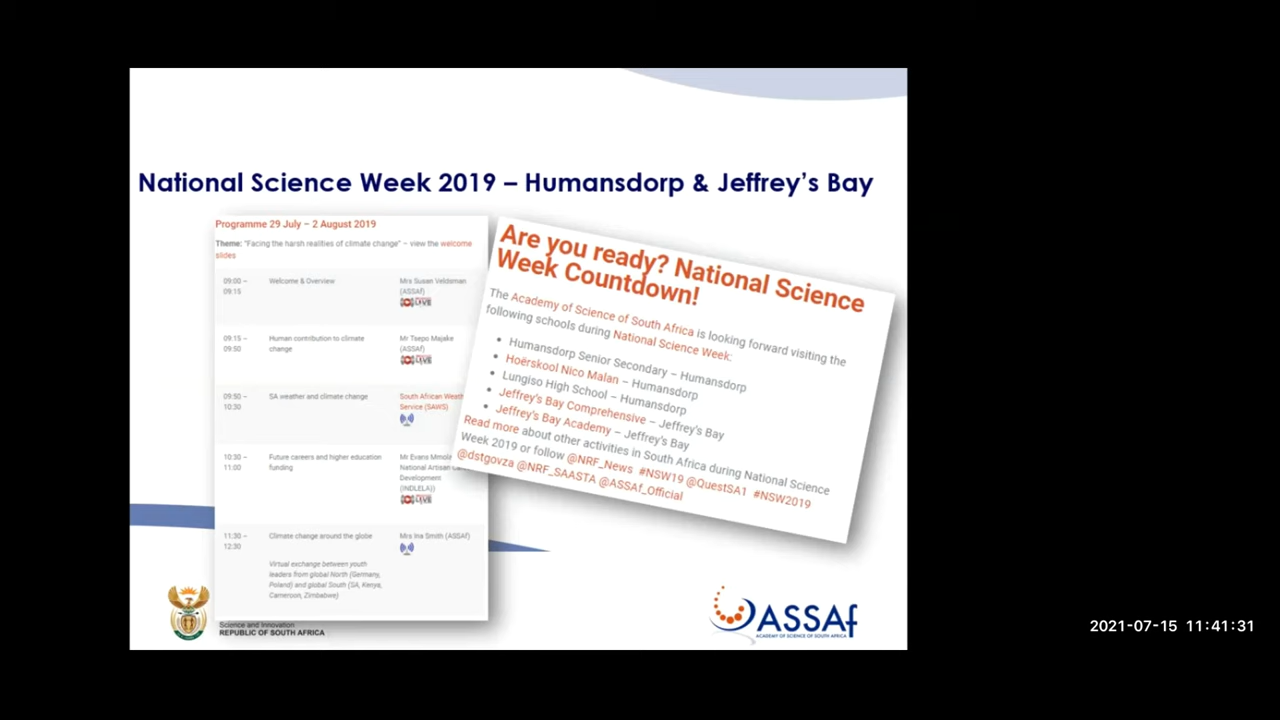 National Science Week 2019 – Humansdorp & Jeffrey's Bay
Programme 29 July – 2 August 2019
Theme: "Facing the harsh realities of climate change" – view the welcome
slides
09:00 –
09:15
Welcome & Overview
Mrs Susan Veldsman
(ASSAf)
LIVE
09:15 –
09:50
Human contribution to climate
change
Mr Tsepo Majake
(ASSAf)
LIVE
09:50 –
10:30
SA weather and climate change
South African Weath
Service (SAWS)
10:30 –
11:00
Future careers and higher education
funding
Mr Evans Mmola
National Artisan
Development
(INDLELA))
LIVE
11:30 –
12:30
Climate change around the globe
Virtual exchange between youth
leaders from global North (Germany,
Poland) and global South (SA, Kenya,
Cameroon, Zimbabwe)
Mrs Ina Smith (ASSAf)
Are you ready? National Science
Week Countdown!
The Academy of Science of South Africa is looking forward visiting the
following schools during National Science Week:
• Humansdorp Senior Secondary – Humansdorp
• Hoërskool Nico Malan – Humansdorp
• Lungiso High School – Humansdorp
• Jeffrey's Bay Comprehensive – Jeffrey's Bay
• Jeffrey's Bay Academy – Jeffrey's Bay
Read more about other activities in South Africa during National Science
Week 2019 or follow @NRF_News #NSW19 @QuestSA1 #NSW2019
@dstgovza @NRF_SAASTA @ASSAf_Official
Science and Innovation
REPUBLIC OF SOUTH AFRICA
ASSAf
ACADEMY OF SCIENCE OF SOUTH AFRICA
2021-07-15 11:41:31